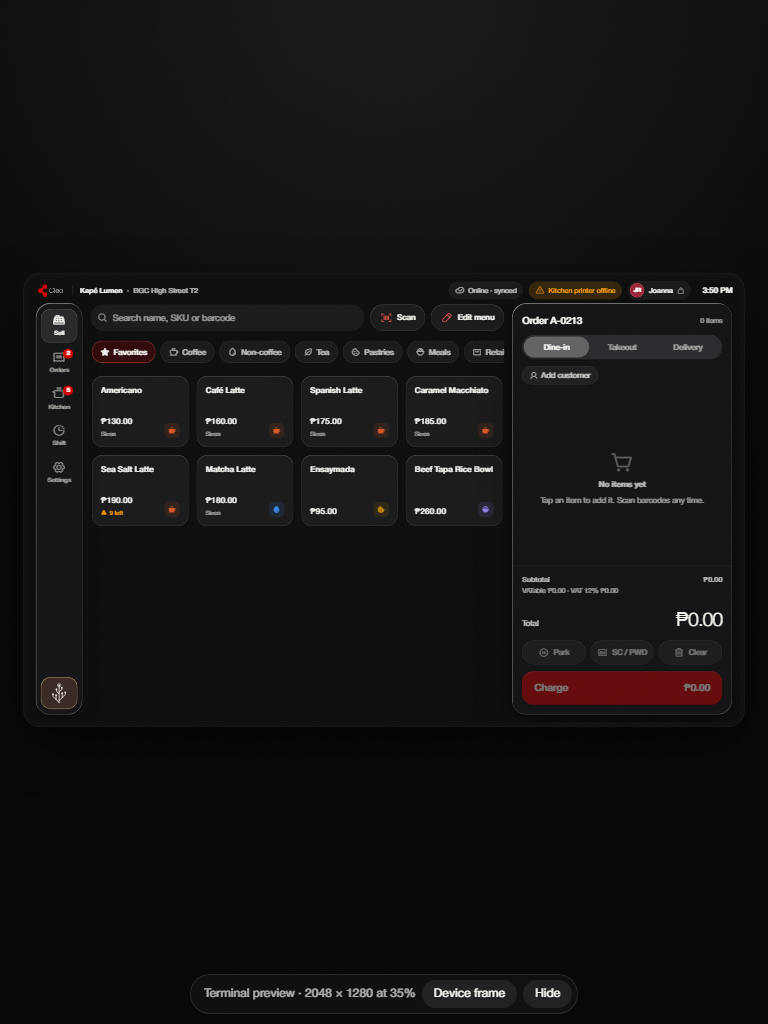 Cleo
Kapé Lumen · BGC High Street T2
Online · synced
Kitchen printer offline
JR Joanna
3:50 PM
Sell
Orders 2
Kitchen 5
Shift
Settings
Search name, SKU or barcode
Scan
Edit menu
Favorites
Coffee
Non-coffee
Tea
Pastries
Meals
Retai
Americano
₱130.00
Café Latte
₱160.00
Spanish Latte
₱175.00
Caramel Macchiato
₱185.00
Sea Salt Latte
₱190.00
9 left
Matcha Latte
₱180.00
Ensaymada
₱95.00
Beef Tapa Rice Bowl
₱260.00
Order A-0213
0 items
Dine-in
Takeout
Delivery
Add customer
No items yet
Tap an item to add it. Scan barcodes any time.
Subtotal ₱0.00
VATable ₱0.00 · VAT 12% ₱0.00
Total ₱0.00
Park
SC / PWD
Clear
Charge ₱0.00
Terminal preview · 2048 × 1280 at 35%
Device frame
Hide